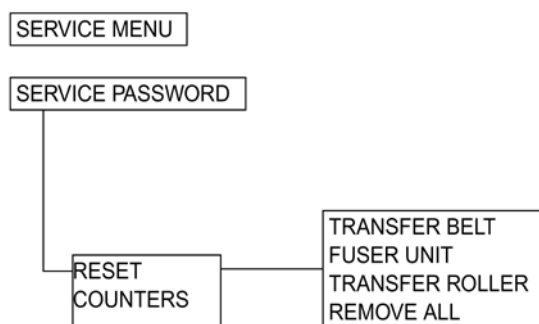 SERVICE MENU
SERVICE PASSWORD
RESET
COUNTERS
TRANSFER BELT
FUSER UNIT
TRANSFER ROLLER
REMOVE ALL